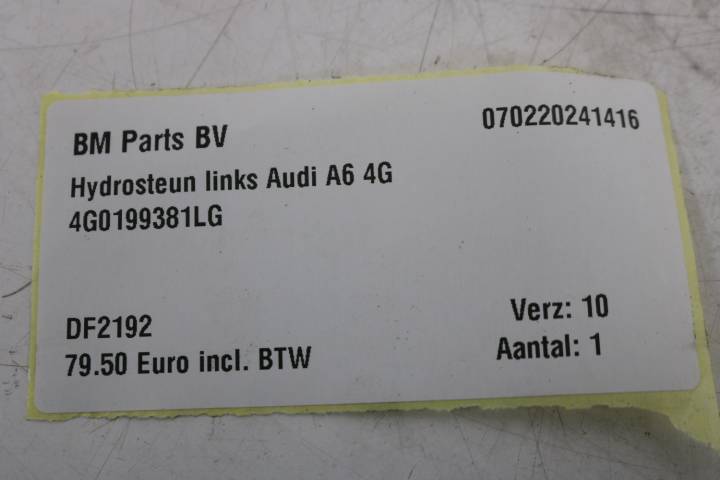 BM Parts BV
070220241416
Hydrosteun links Audi A6 4G
4G0199381LG
DF2192
Verz: 10
79.50 Euro incl. BTW
Aantal: 1